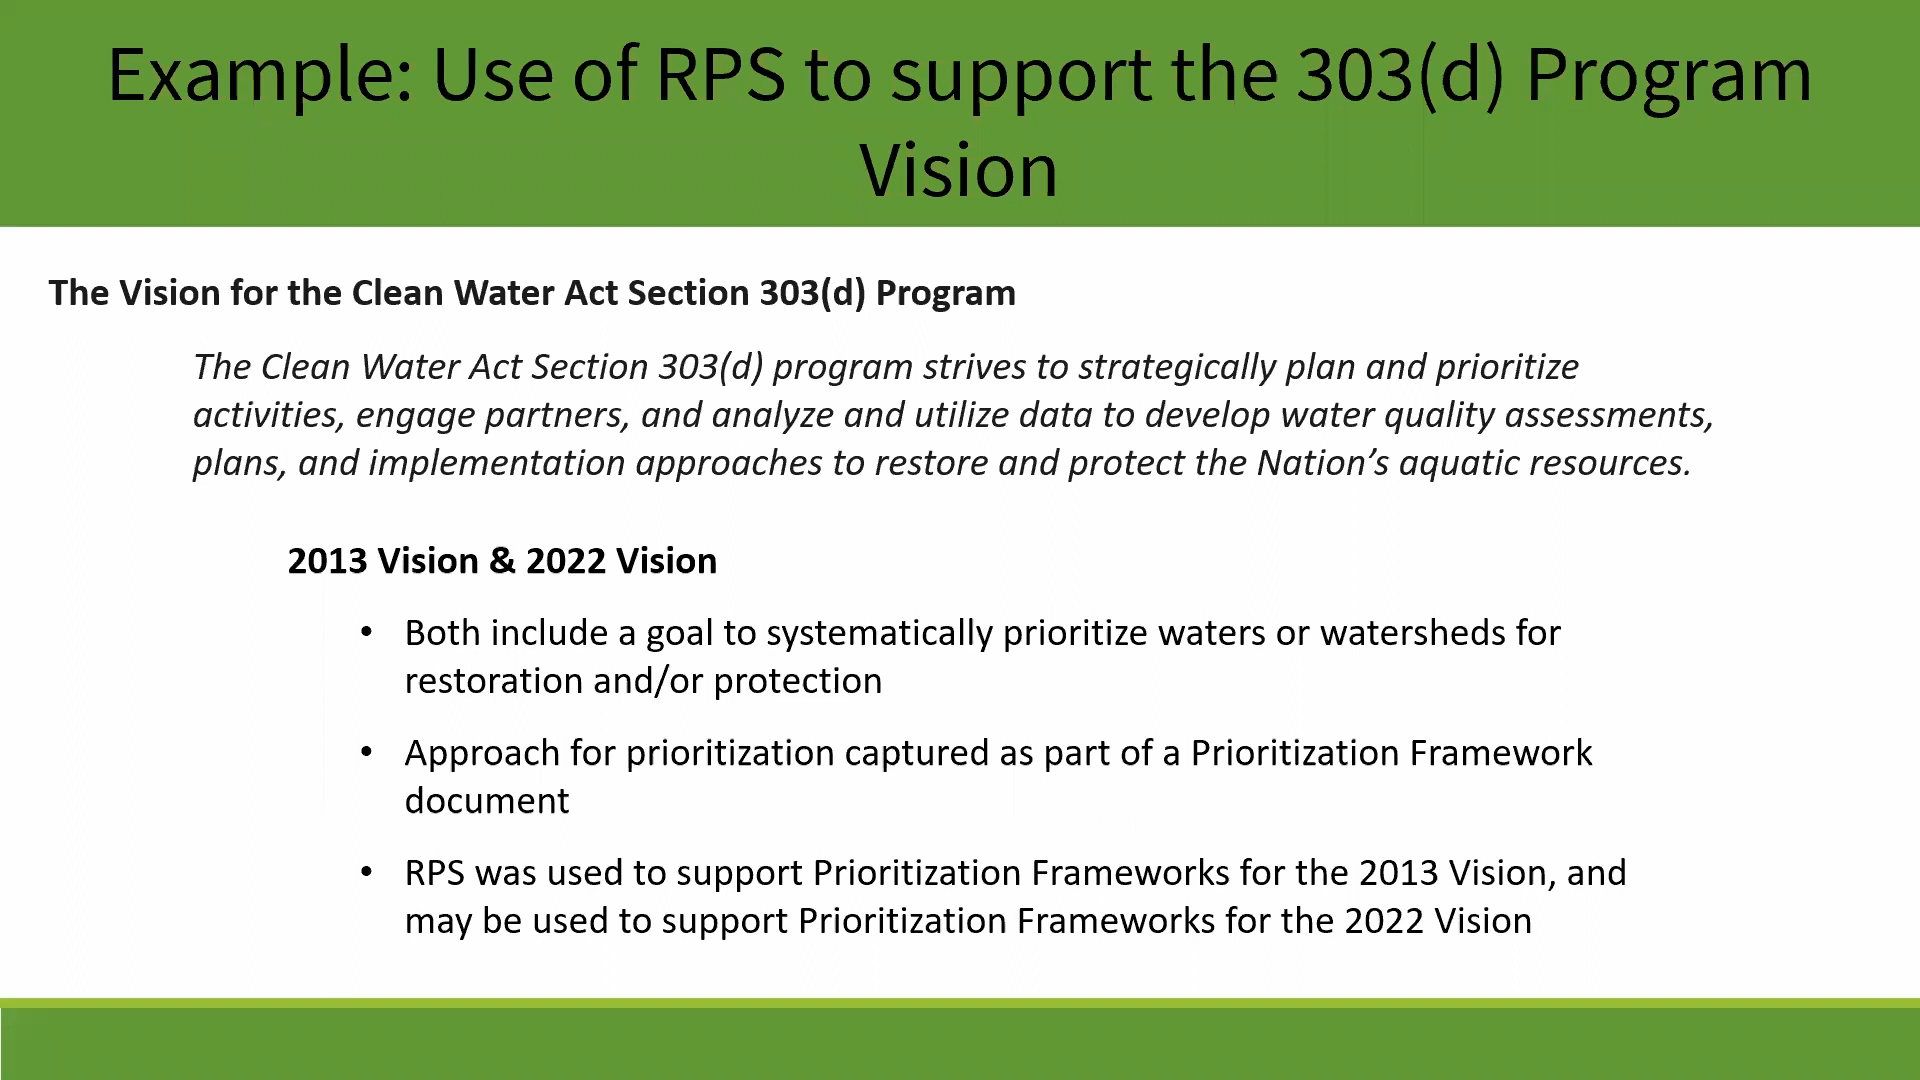 Example: Use of RPS to support the 303(d) Program
Vision
The Vision for the Clean Water Act Section 303(d) Program
The Clean Water Act Section 303(d) program strives to strategically plan and prioritize
activities, engage partners, and analyze and utilize data to develop water quality assessments,
plans, and implementation approaches to restore and protect the Nation’s aquatic resources.
2013 Vision & 2022 Vision
• Both include a goal to systematically prioritize waters or watersheds for
restoration and/or protection
• Approach for prioritization captured as part of a Prioritization Framework
document
• RPS was used to support Prioritization Frameworks for the 2013 Vision, and
may be used to support Prioritization Frameworks for the 2022 Vision